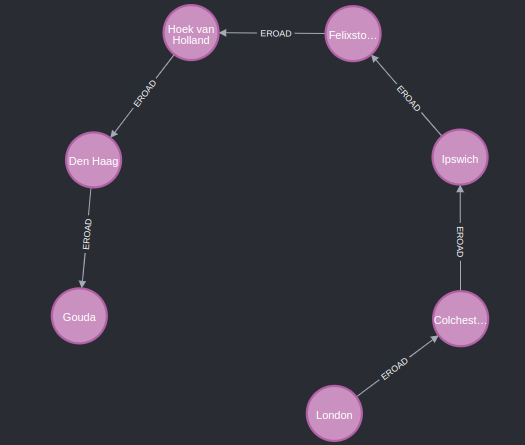 Hoek van
Holland
EROAD
Felixsto...
EROAD
EROAD
Den Haag
Ipswich
EROAD
EROAD
Gouda
Colchest...
EROAD
London